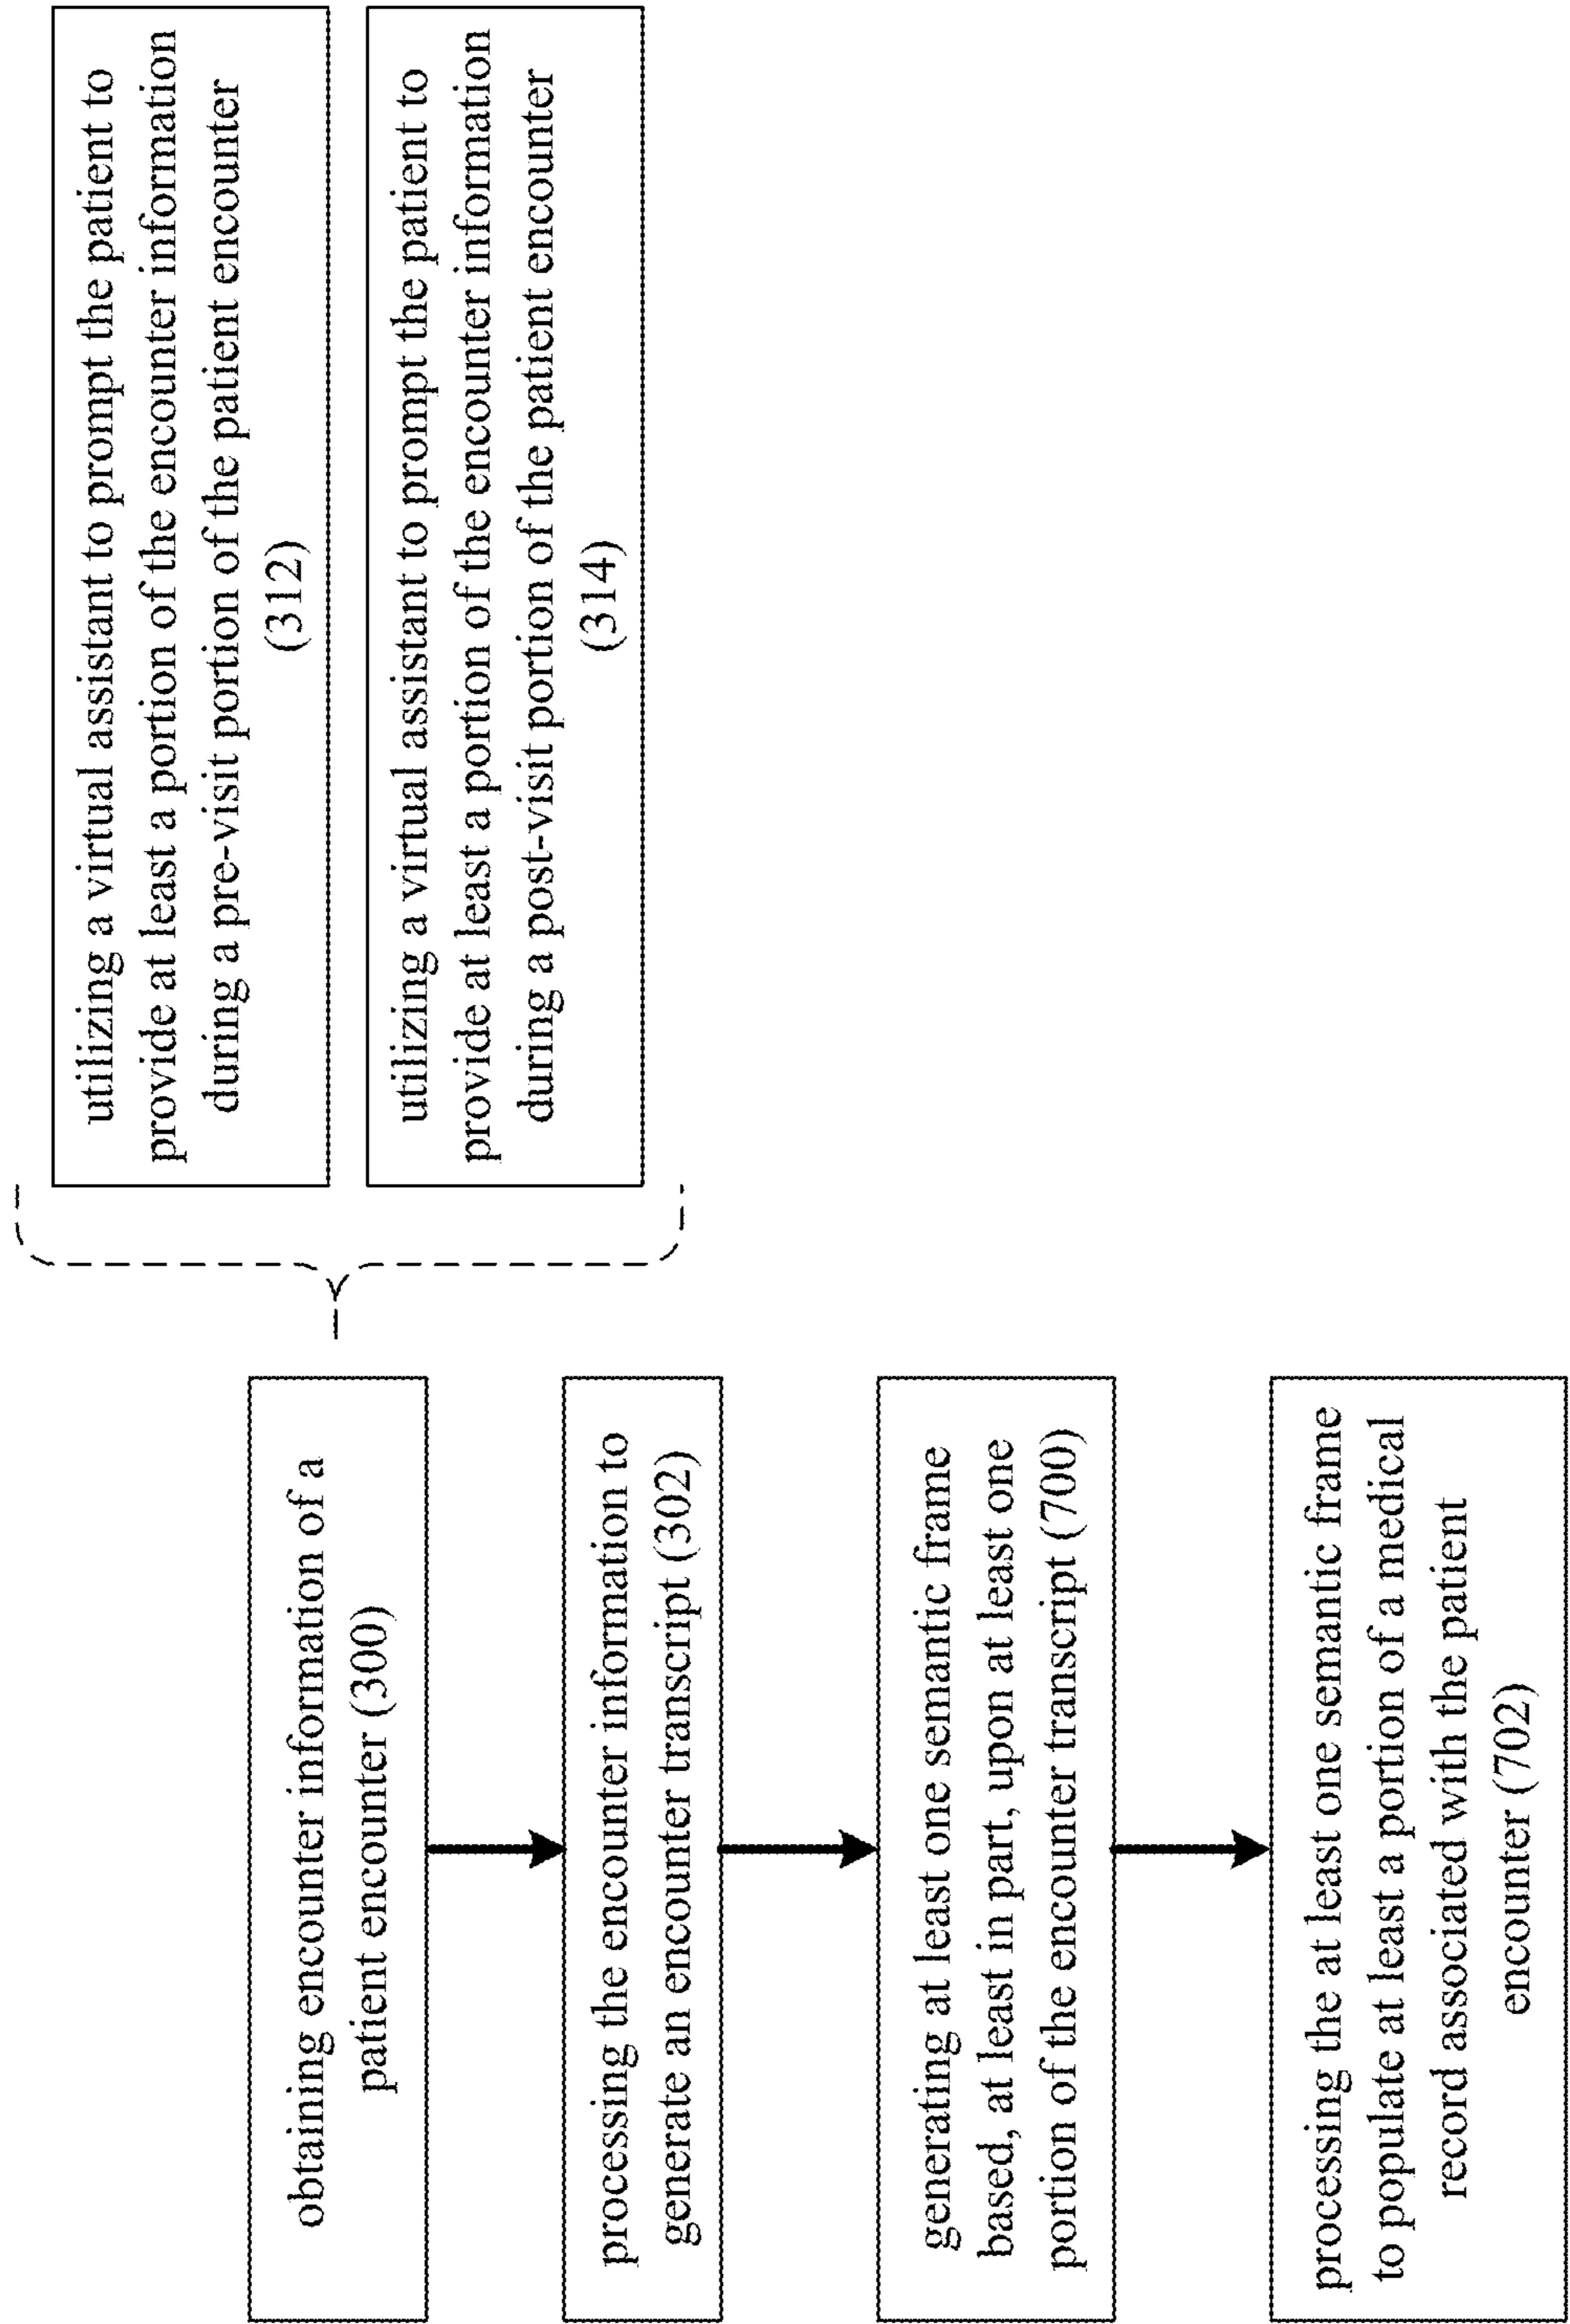 obtaining encounter information of a
patient encounter (300)
processing the encounter information to
generate an encounter transcript (302)
generating at least one semantic frame
based, at least in part, upon at least one
portion of the encounter transcript (700)
processing the at least one semantic frame
to populate at least a portion of a medical
record associated with the patient
encounter (702)
utilizing a virtual assistant to prompt the patient to
provide at least a portion of the encounter information
during a pre-visit portion of the patient encounter
(312)
utilizing a virtual assistant to prompt the patient to
provide at least a portion of the encounter information
during a post-visit portion of the patient encounter
(314)